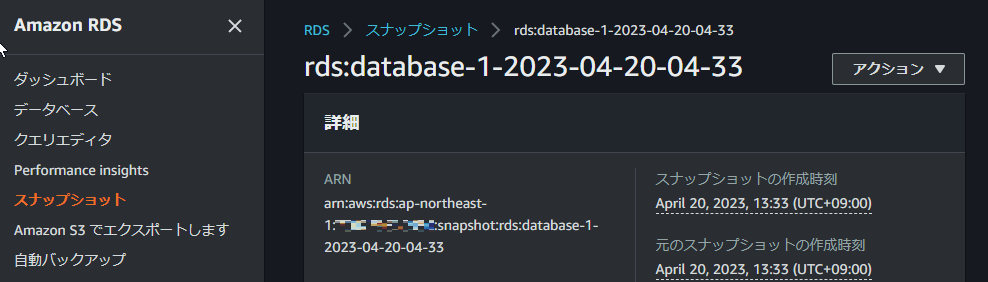 Amazon RDS
ダッシュボード
データベース
クエリエディタ
Performance insights
スナップショット
Amazon S3 でエクスポートします
自動バックアップ
RDS > スナップショット > rds:database-1-2023-04-20-04-33
rds:database-1-2023-04-20-04-33
アクション
詳細
ARN
arn:aws:rds:ap-northeast-
1: :snapshot:rds:database-1-
2023-04-20-04-33
スナップショットの作成時刻
April 20, 2023, 13:33 (UTC+09:00)
元のスナップショットの作成時刻
April 20, 2023, 13:33 (UTC+09:00)